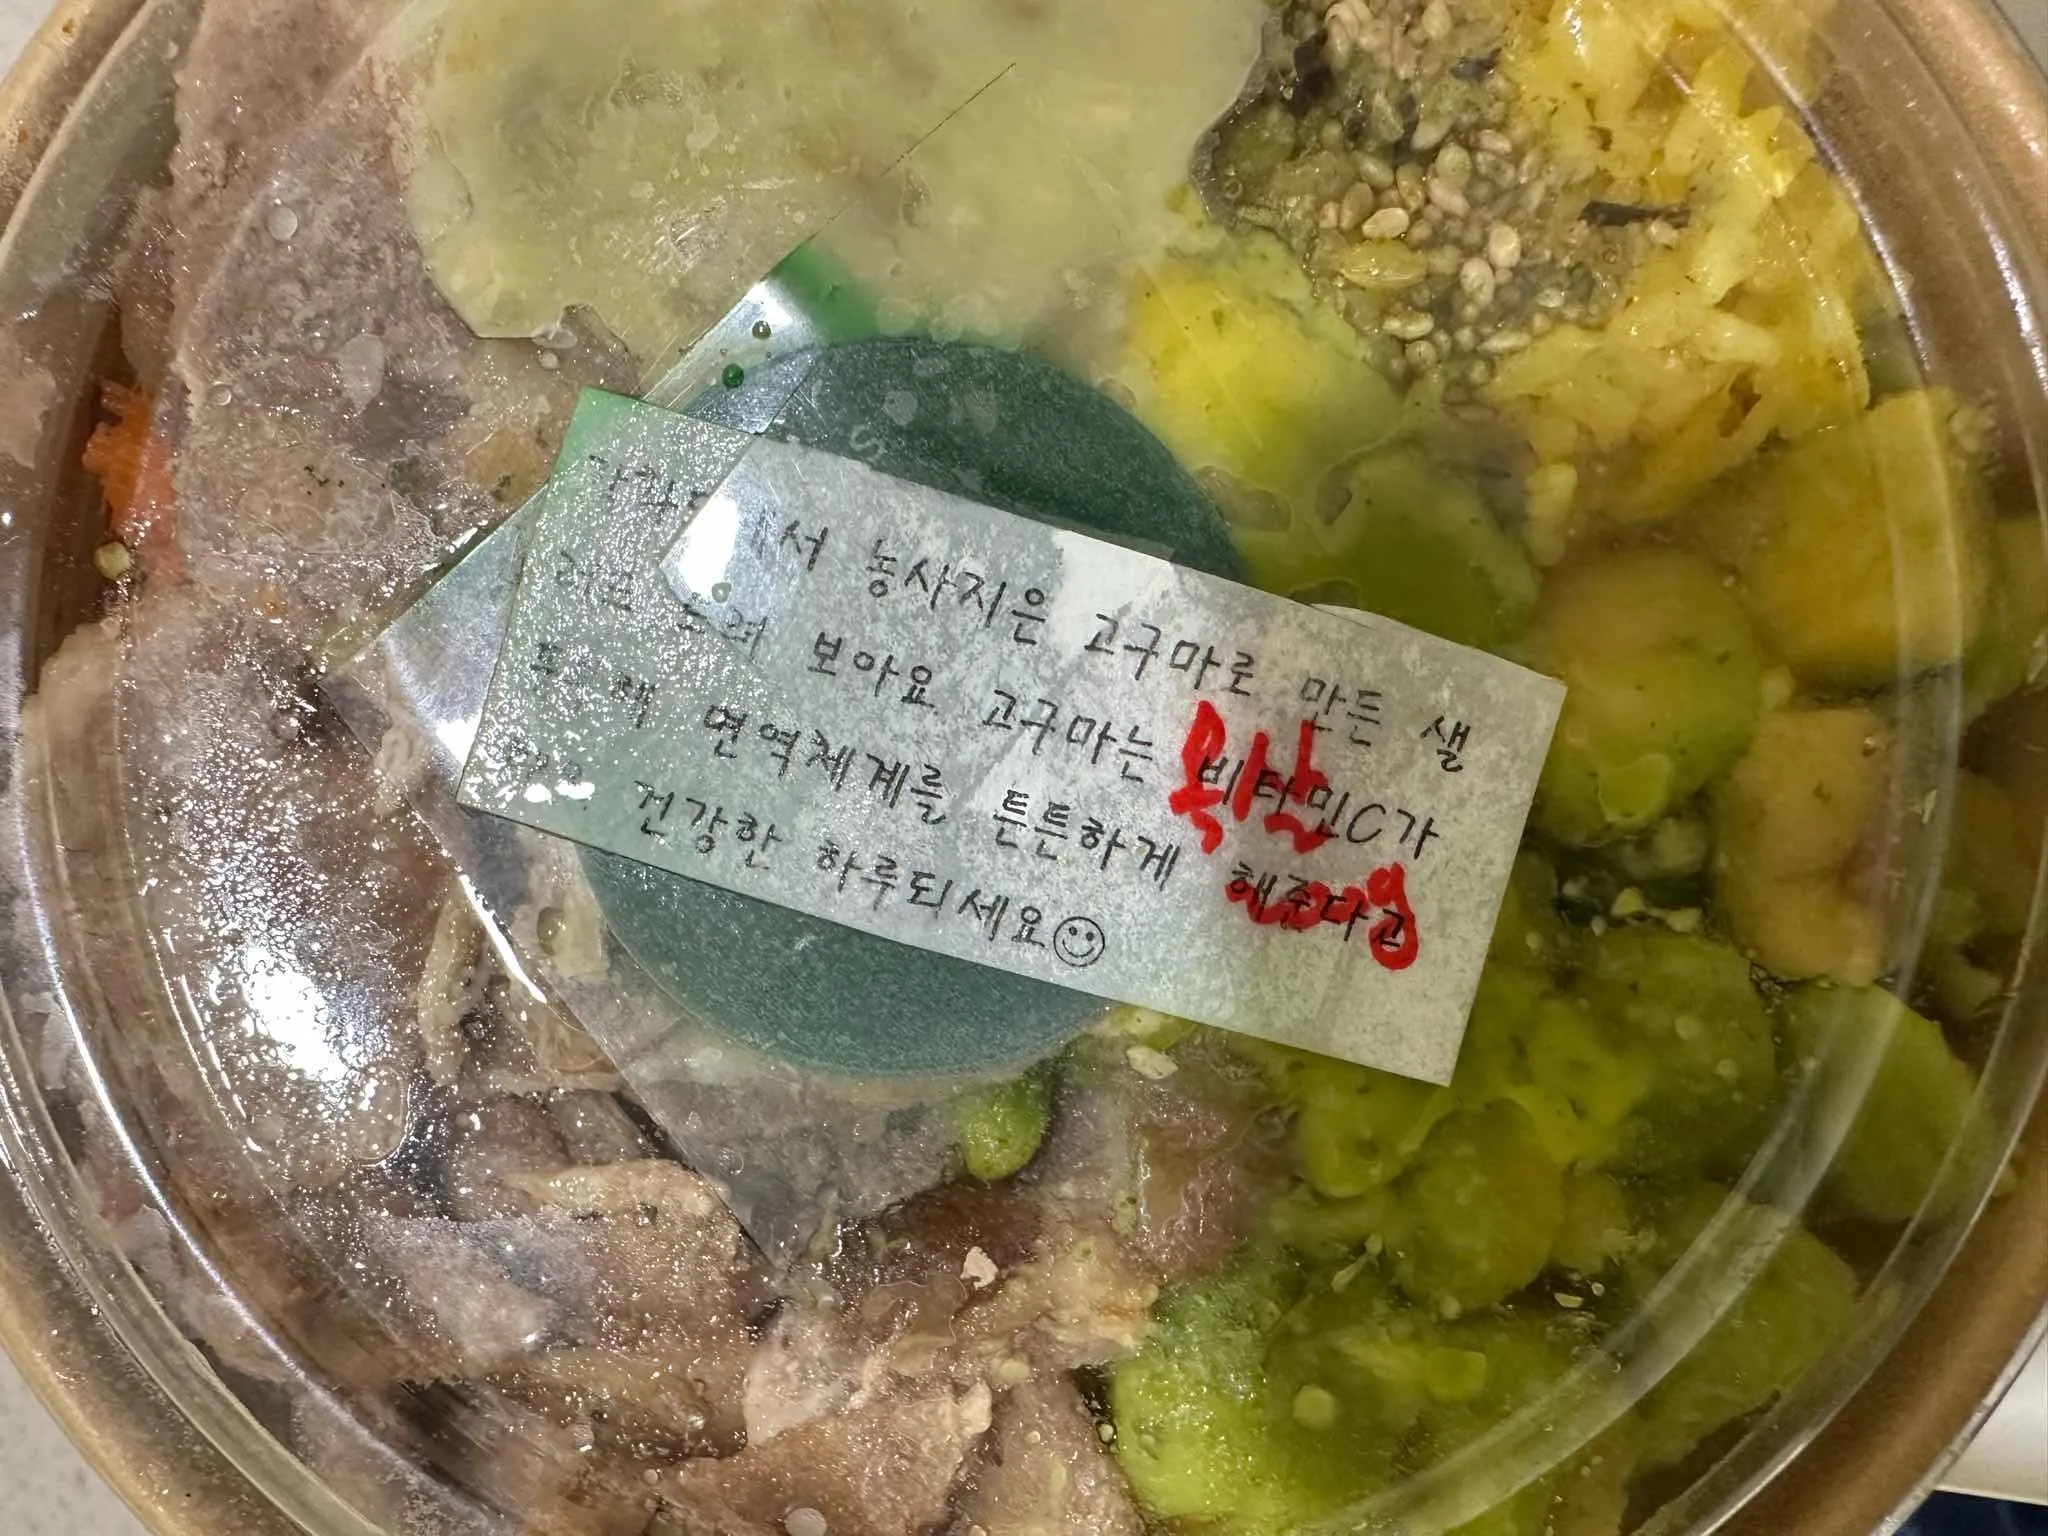 농사지은 고구마로 만든 샐
보아요 고구마는 비타민C가
면역체계를 튼튼하게 해준다고
건강한 하루되세요